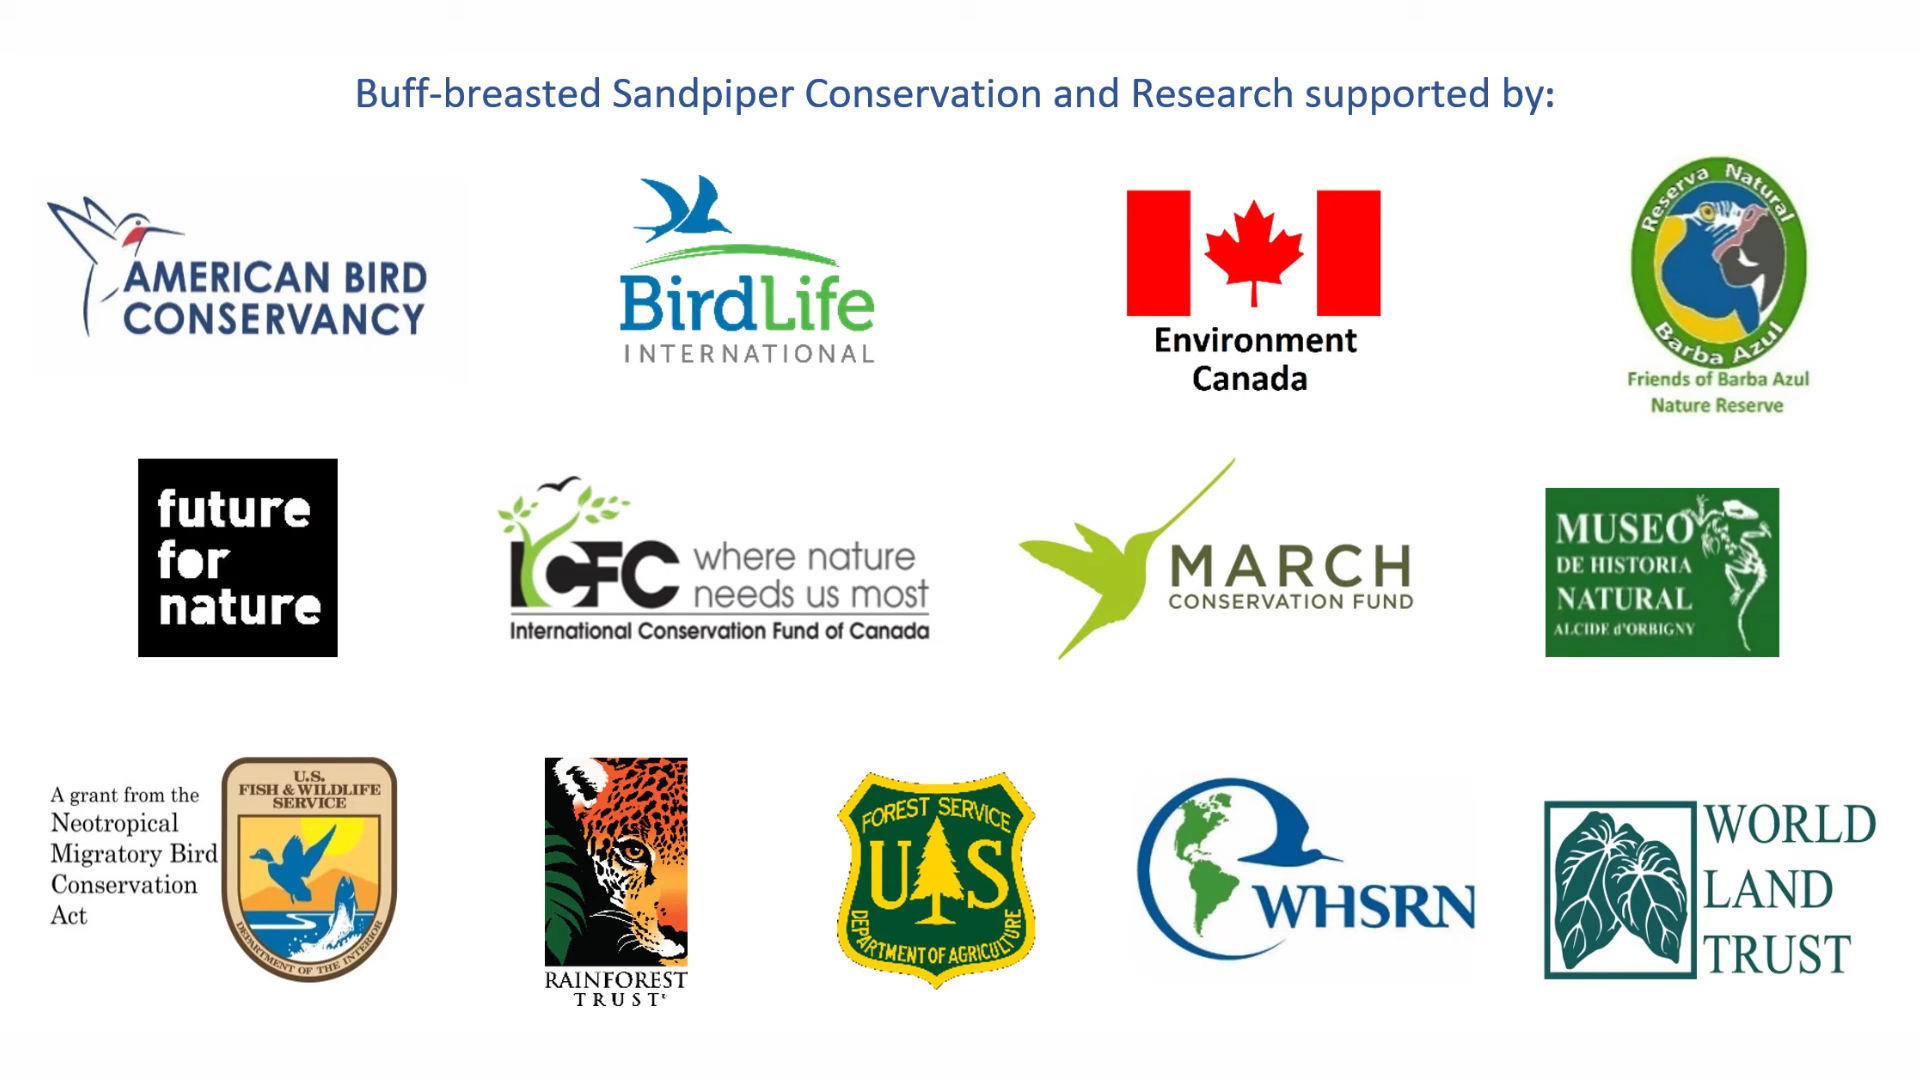 Buff-breasted Sandpiper Conservation and Research supported by:
AMERICAN BIRD
CONSERVANCY
BirdLife
INTERNATIONAL
Environment
Canada
Reserva Natural
Barba Azul
Friends of Barba Azul
Nature Reserve
future
for
nature
ICFC
where nature
needs us most
International Conservation Fund of Canada
MARCH
CONSERVATION FUND
MUSEO
DE HISTORIA
NATURAL
ALCIDE d'ORBIGNY
A grant from the
Neotropical
Migratory Bird
Conservation
Act
U.S.
FISH & WILDLIFE
SERVICE
DEPARTMENT OF THE INTERIOR
RAINFOREST
TRUST®
FOREST SERVICE
US
DEPARTMENT OF AGRICULTURE
WHSRN
WORLD
LAND
TRUST